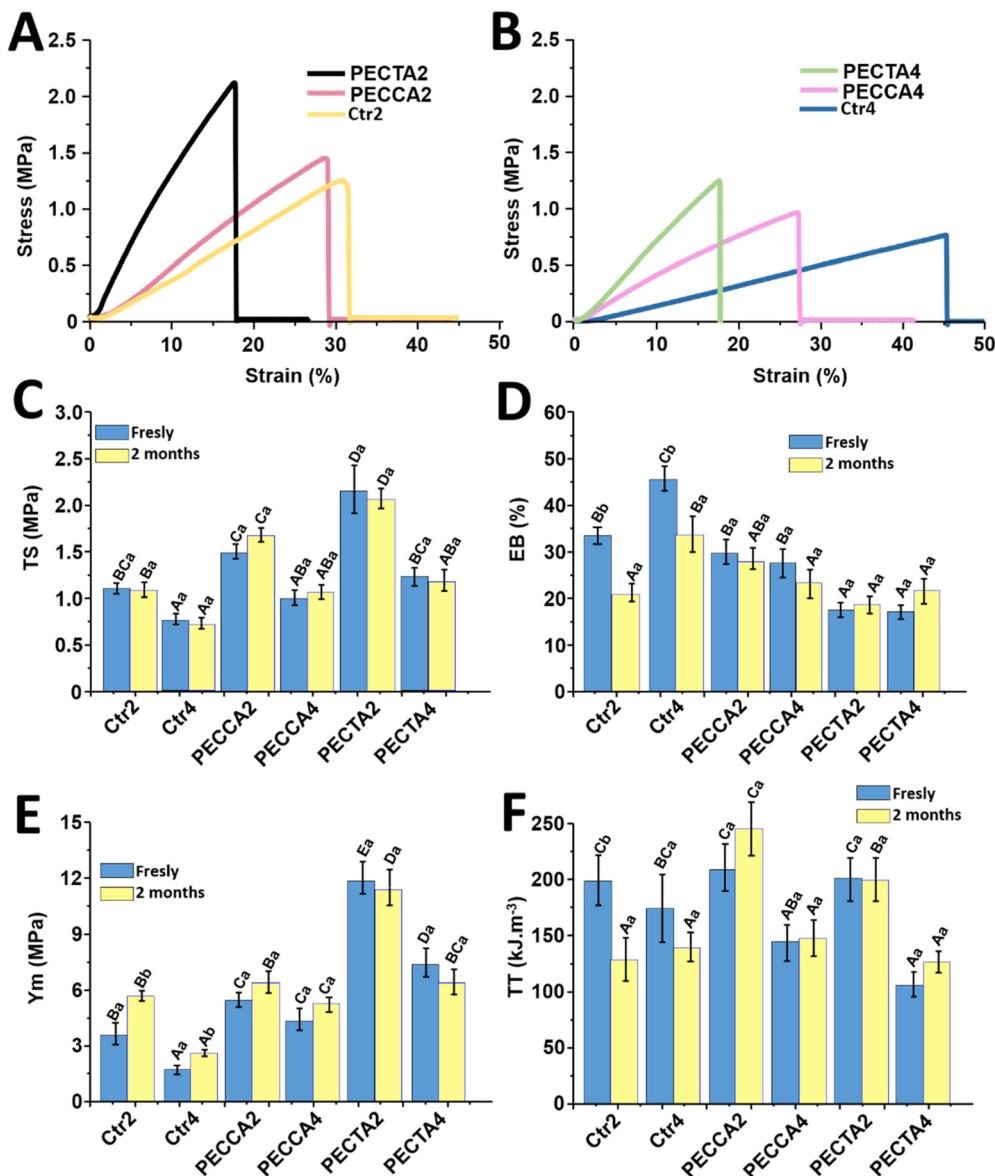 A
2.5
2.0
1.5
1.0
0.5
0
Stress (MPa)
PECTA2
PECCA2
Ctr2
0 10 20 30 40 50
Strain (%)
B
2.5
2.0
1.5
1.0
0.5
0
Stress (MPa)
PECTA4
PECCA4
Ctr4
0 10 20 30 40 50
Strain (%)
C
3.0
2.5
2.0
1.5
1.0
0.5
0
TS (MPa)
Fresly
2 months
BCa Ba Aa Aa Ca Ca ABa ABa Da Da BCa ABa
Ctr2 Ctr4 PECCA2 PECCA4 PECTA2 PECTA4
D
60
50
40
30
20
10
0
EB (%)
Fresly
2 months
Bb Aa Cb Ba Ba ABa Ba Aa Aa Aa Aa Aa
Ctr2 Ctr4 PECCA2 PECCA4 PECTA2 PECTA4
E
15
12
9
6
3
0
Ym (MPa)
Fresly
2 months
Ba Bb Aa Ab Ca Ba Ca Ca Ea Da Da BCa
Ctr2 Ctr4 PECCA2 PECCA4 PECTA2 PECTA4
F
250
200
150
100
50
0
TT (kJ.m-3)
Fresly
2 months
Cb Aa BCa Aa Ca Ca ABa Aa Ca Ba Aa Aa
Ctr2 Ctr4 PECCA2 PECCA4 PECTA2 PECTA4